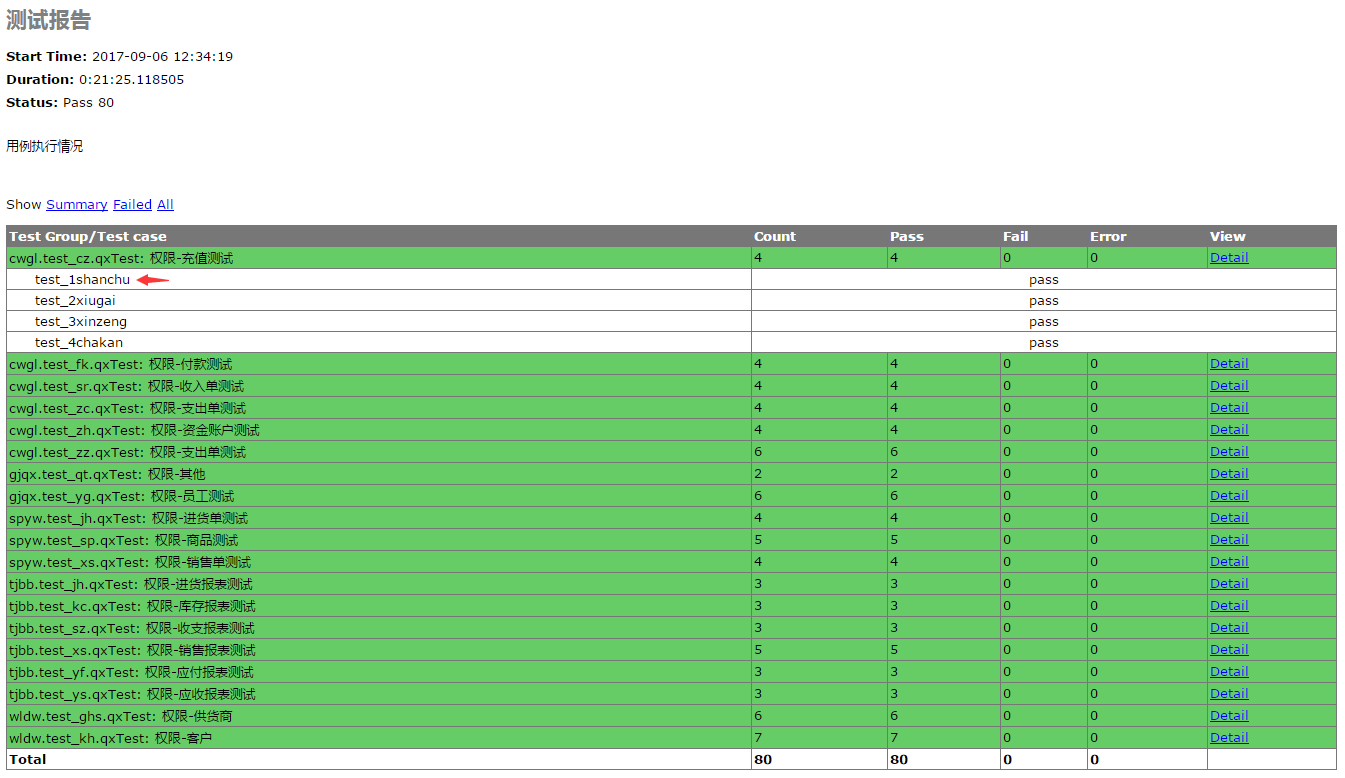 测试报告
Start Time: 2017-09-06 12:34:19
Duration: 0:21:25.118505
Status: Pass 80
用例执行情况
Show Summary Failed All
Test Group/Test case Count Pass Fail Error View
cwgl.test_cz.qxTest: 权限-充值测试 4 4 0 0 Detail
test_1shanchu pass
test_2xiugai pass
test_3xinzeng pass
test_4chakan pass
cwgl.test_fk.qxTest: 权限-付款测试 4 4 0 0 Detail
cwgl.test_sr.qxTest: 权限-收入单测试 4 4 0 0 Detail
cwgl.test_zc.qxTest: 权限-支出单测试 4 4 0 0 Detail
cwgl.test_zh.qxTest: 权限-资金账户测试 4 4 0 0 Detail
cwgl.test_zz.qxTest: 权限-支出单测试 6 6 0 0 Detail
gjqx.test_qt.qxTest: 权限-其他 2 2 0 0 Detail
gjqx.test_yg.qxTest: 权限-员工测试 6 6 0 0 Detail
spyw.test_jh.qxTest: 权限-进货单测试 4 4 0 0 Detail
spyw.test_sp.qxTest: 权限-商品测试 5 5 0 0 Detail
spyw.test_xs.qxTest: 权限-销售单测试 4 4 0 0 Detail
tjbb.test_jh.qxTest: 权限-进货报表测试 3 3 0 0 Detail
tjbb.test_kc.qxTest: 权限-库存报表测试 3 3 0 0 Detail
tjbb.test_sz.qxTest: 权限-收支报表测试 3 3 0 0 Detail
tjbb.test_xs.qxTest: 权限-销售报表测试 5 5 0 0 Detail
tjbb.test_yf.qxTest: 权限-应付报表测试 3 3 0 0 Detail
tjbb.test_ys.qxTest: 权限-应收报表测试 3 3 0 0 Detail
wldw.test_ghs.qxTest: 权限-供货商 6 6 0 0 Detail
wldw.test_kh.qxTest: 权限-客户 7 7 0 0 Detail
Total 80 80 0 0